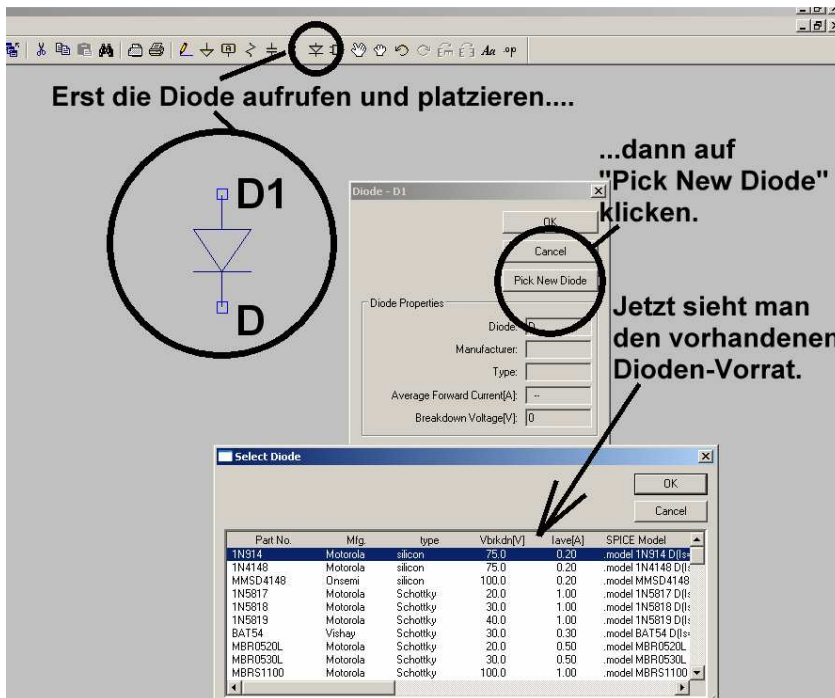 Aa .op
Erst die Diode aufrufen und platzieren....
...dann auf
"Pick New Diode"
klicken.
D1
D
Diode - D1
OK
Cancel
Pick New Diode
Diode Properties
Diode: D
Manufacturer:
Type:
Average Forward Current[A]: --
Breakdown Voltage[V]: 0
Jetzt sieht man
den vorhandenen
Dioden-Vorrat.
Select Diode
OK
Cancel
Part No. Mfg. type Vbrkdn[V] Iave[A] SPICE Model
1N914 Motorola silicon 75.0 0.20 .model 1N914 D(Is=
1N4148 Motorola silicon 75.0 0.20 .model 1N4148 D(Is
MMSD4148 Onsemi silicon 100.0 0.20 .model MMSD4148
1N5817 Motorola Schottky 20.0 1.00 .model 1N5817 D(Is
1N5818 Motorola Schottky 30.0 1.00 .model 1N5818 D(Is
1N5819 Motorola Schottky 40.0 1.00 .model 1N5819 D(Is
BAT54 Vishay Schottky 30.0 0.30 .model BAT54 D(Is=
MBR0520L Motorola Schottky 20.0 0.50 .model MBR0520L
MBR0530L Motorola Schottky 30.0 0.50 .model MBR0530L
MBRS1100 Motorola Schottky 100.0 1.00 .model MBRS1100